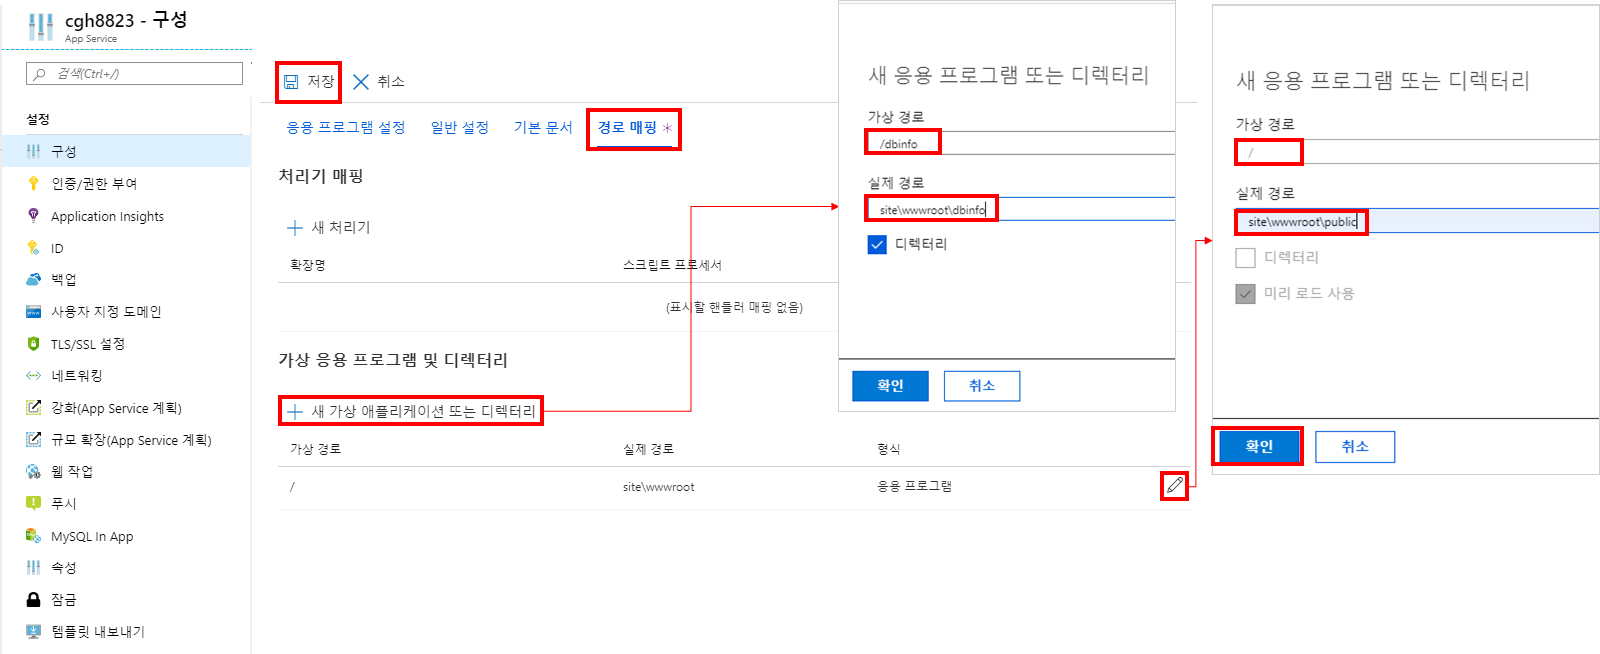 cgh8823 - 구성
App Service
검색(Ctrl+/)
설정
구성
인증/권한 부여
Application Insights
ID
백업
사용자 지정 도메인
TLS/SSL 설정
네트워킹
강화(App Service 계획)
규모 확장(App Service 계획)
웹 작업
푸시
MySQL In App
속성
잠금
템플릿 내보내기
저장 취소
응용 프로그램 설정 일반 설정 기본 문서 경로 매핑 *
처리기 매핑
+ 새 처리기
확장명 스크립트 프로세서
(표시할 핸들러 매핑 없음)
가상 응용 프로그램 및 디렉터리
+ 새 가상 애플리케이션 또는 디렉터리
가상 경로 실제 경로 형식
/ site\wwwroot 응용 프로그램
새 응용 프로그램 또는 디렉터리
가상 경로
/dbinfo
실제 경로
site\wwwroot\dbinfo
디렉터리
확인 취소
새 응용 프로그램 또는 디렉터리
가상 경로
/
실제 경로
site\wwwroot\public
디렉터리
미리 로드 사용
확인 취소